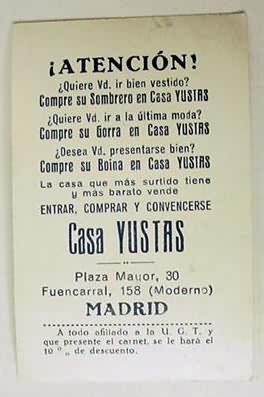 ¡ATENCIÓN!
¿Quiere Vd. ir bien vestido?
Compre su Sombrero en Casa YUSTAS
¿Quiere Vd. ir a la última moda?
Compre su Gorra en Casa YUSTAS
¿Desea Vd. presentarse bien?
Compre su Boina en Casa YUSTAS
La casa que más surtido tiene
y más barato vende
ENTRAR, COMPRAR Y CONVENCERSE
Casa YUSTAS
Plaza Mayor, 30
Fuencarral, 158 (Moderno)
MADRID
A todo afiliado a la U. G. T. y
que presente el carnet, se le hará el
10 % de descuento.